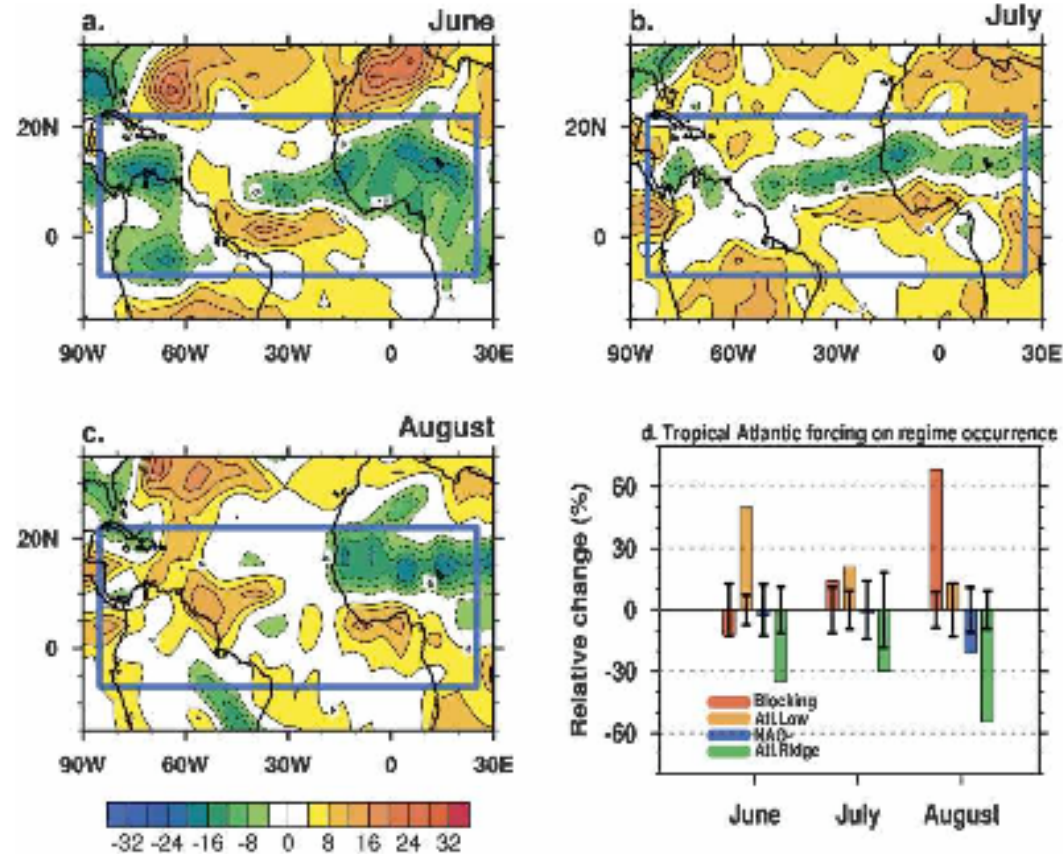 a. June
20N
0
90W 60W 30W 0 30E
b. July
20N
0
90W 60W 30W 0 30E
c. August
20N
0
90W 60W 30W 0 30E
-32 -24 -16 -8 0 8 16 24 32
d. Tropical Atlantic forcing on regime occurrence
Relative change (%)
60
30
0
-30
-60
Blocking
Atl.Low
NAO-
Atl.Ridge
June July August